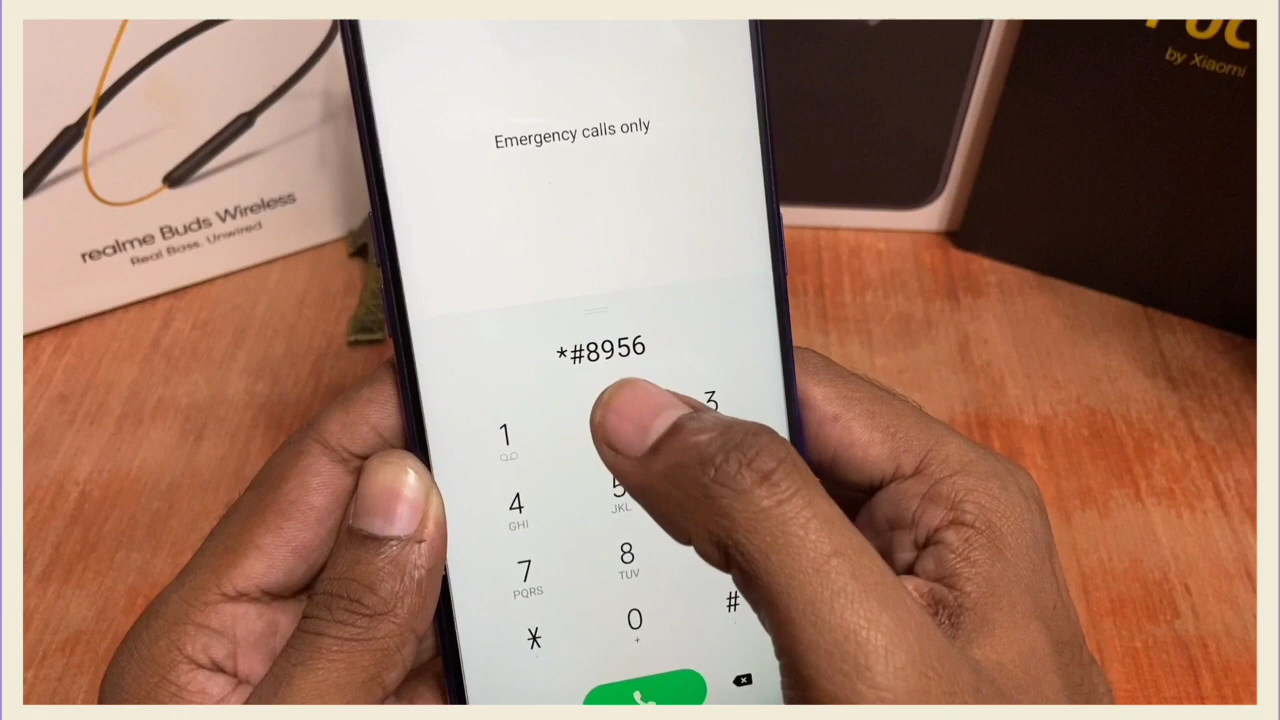 by Xiaomi
Emergency calls only
realme Buds Wireless
Real Bass. Unwired
*#8956
1
3
4
GHI
5
JKL
7
PQRS
8
TUV
*
0
+
#